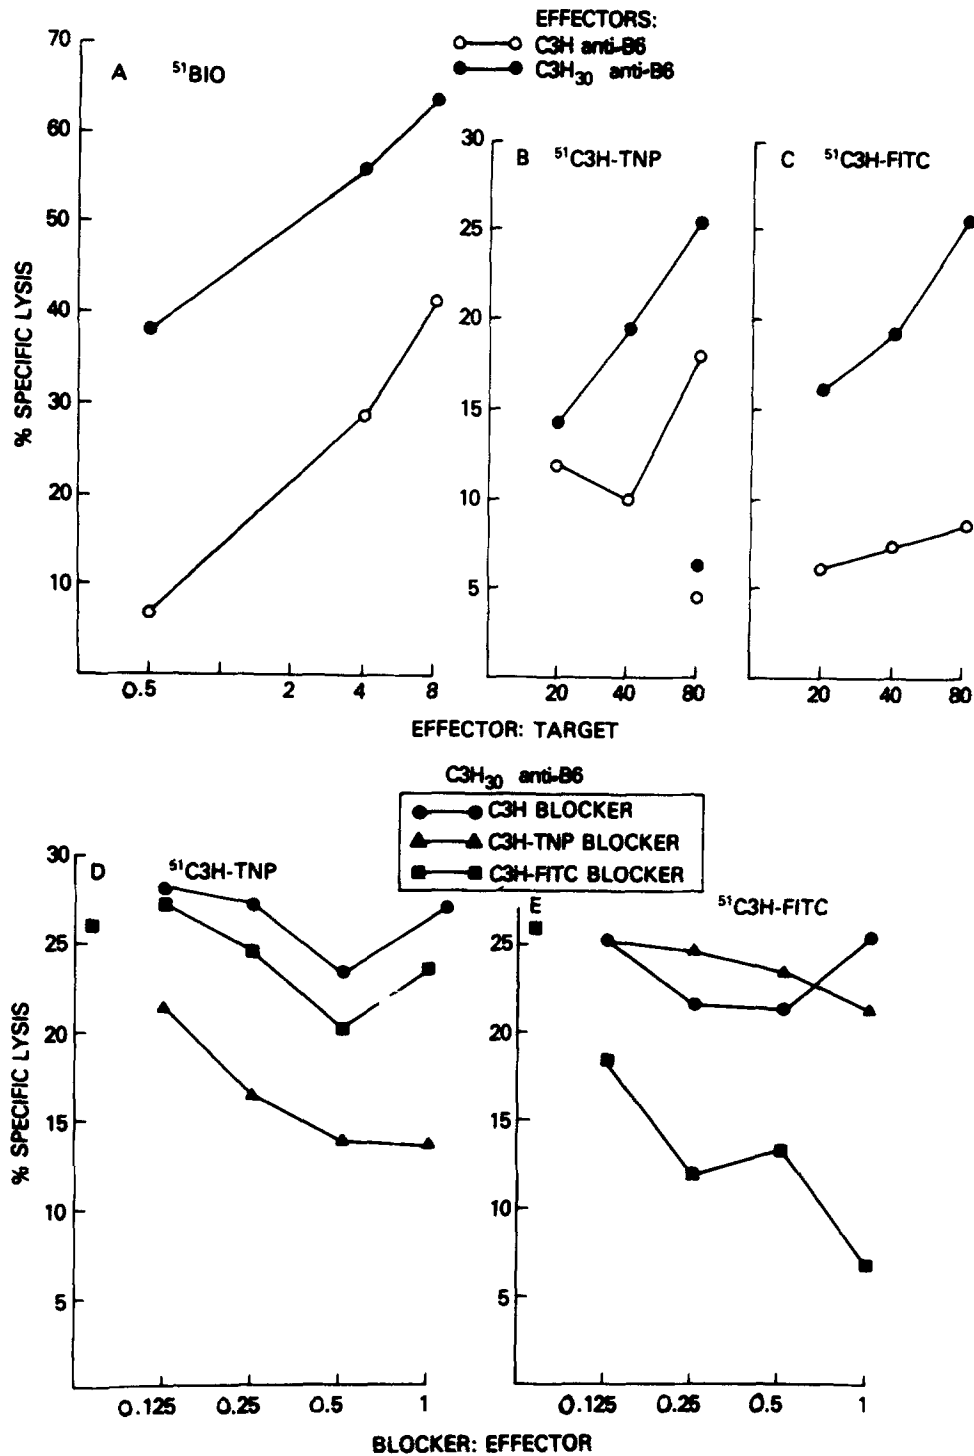 EFFECTORS:
C3H anti-B6
C3H30 anti-B6
A 51BIO
B 51C3H-TNP
C 51C3H-FITC
% SPECIFIC LYSIS
70
60
50
40
30
20
10
30
25
20
15
10
5
0.5 2 4 8
20 40 80
20 40 80
EFFECTOR: TARGET
C3H30 anti-B6
C3H BLOCKER
C3H-TNP BLOCKER
C3H-FITC BLOCKER
D 51C3H-TNP
E 51C3H-FITC
% SPECIFIC LYSIS
30
25
20
15
10
5
25
20
15
10
5
0.125 0.25 0.5 1
0.125 0.25 0.5 1
BLOCKER: EFFECTOR